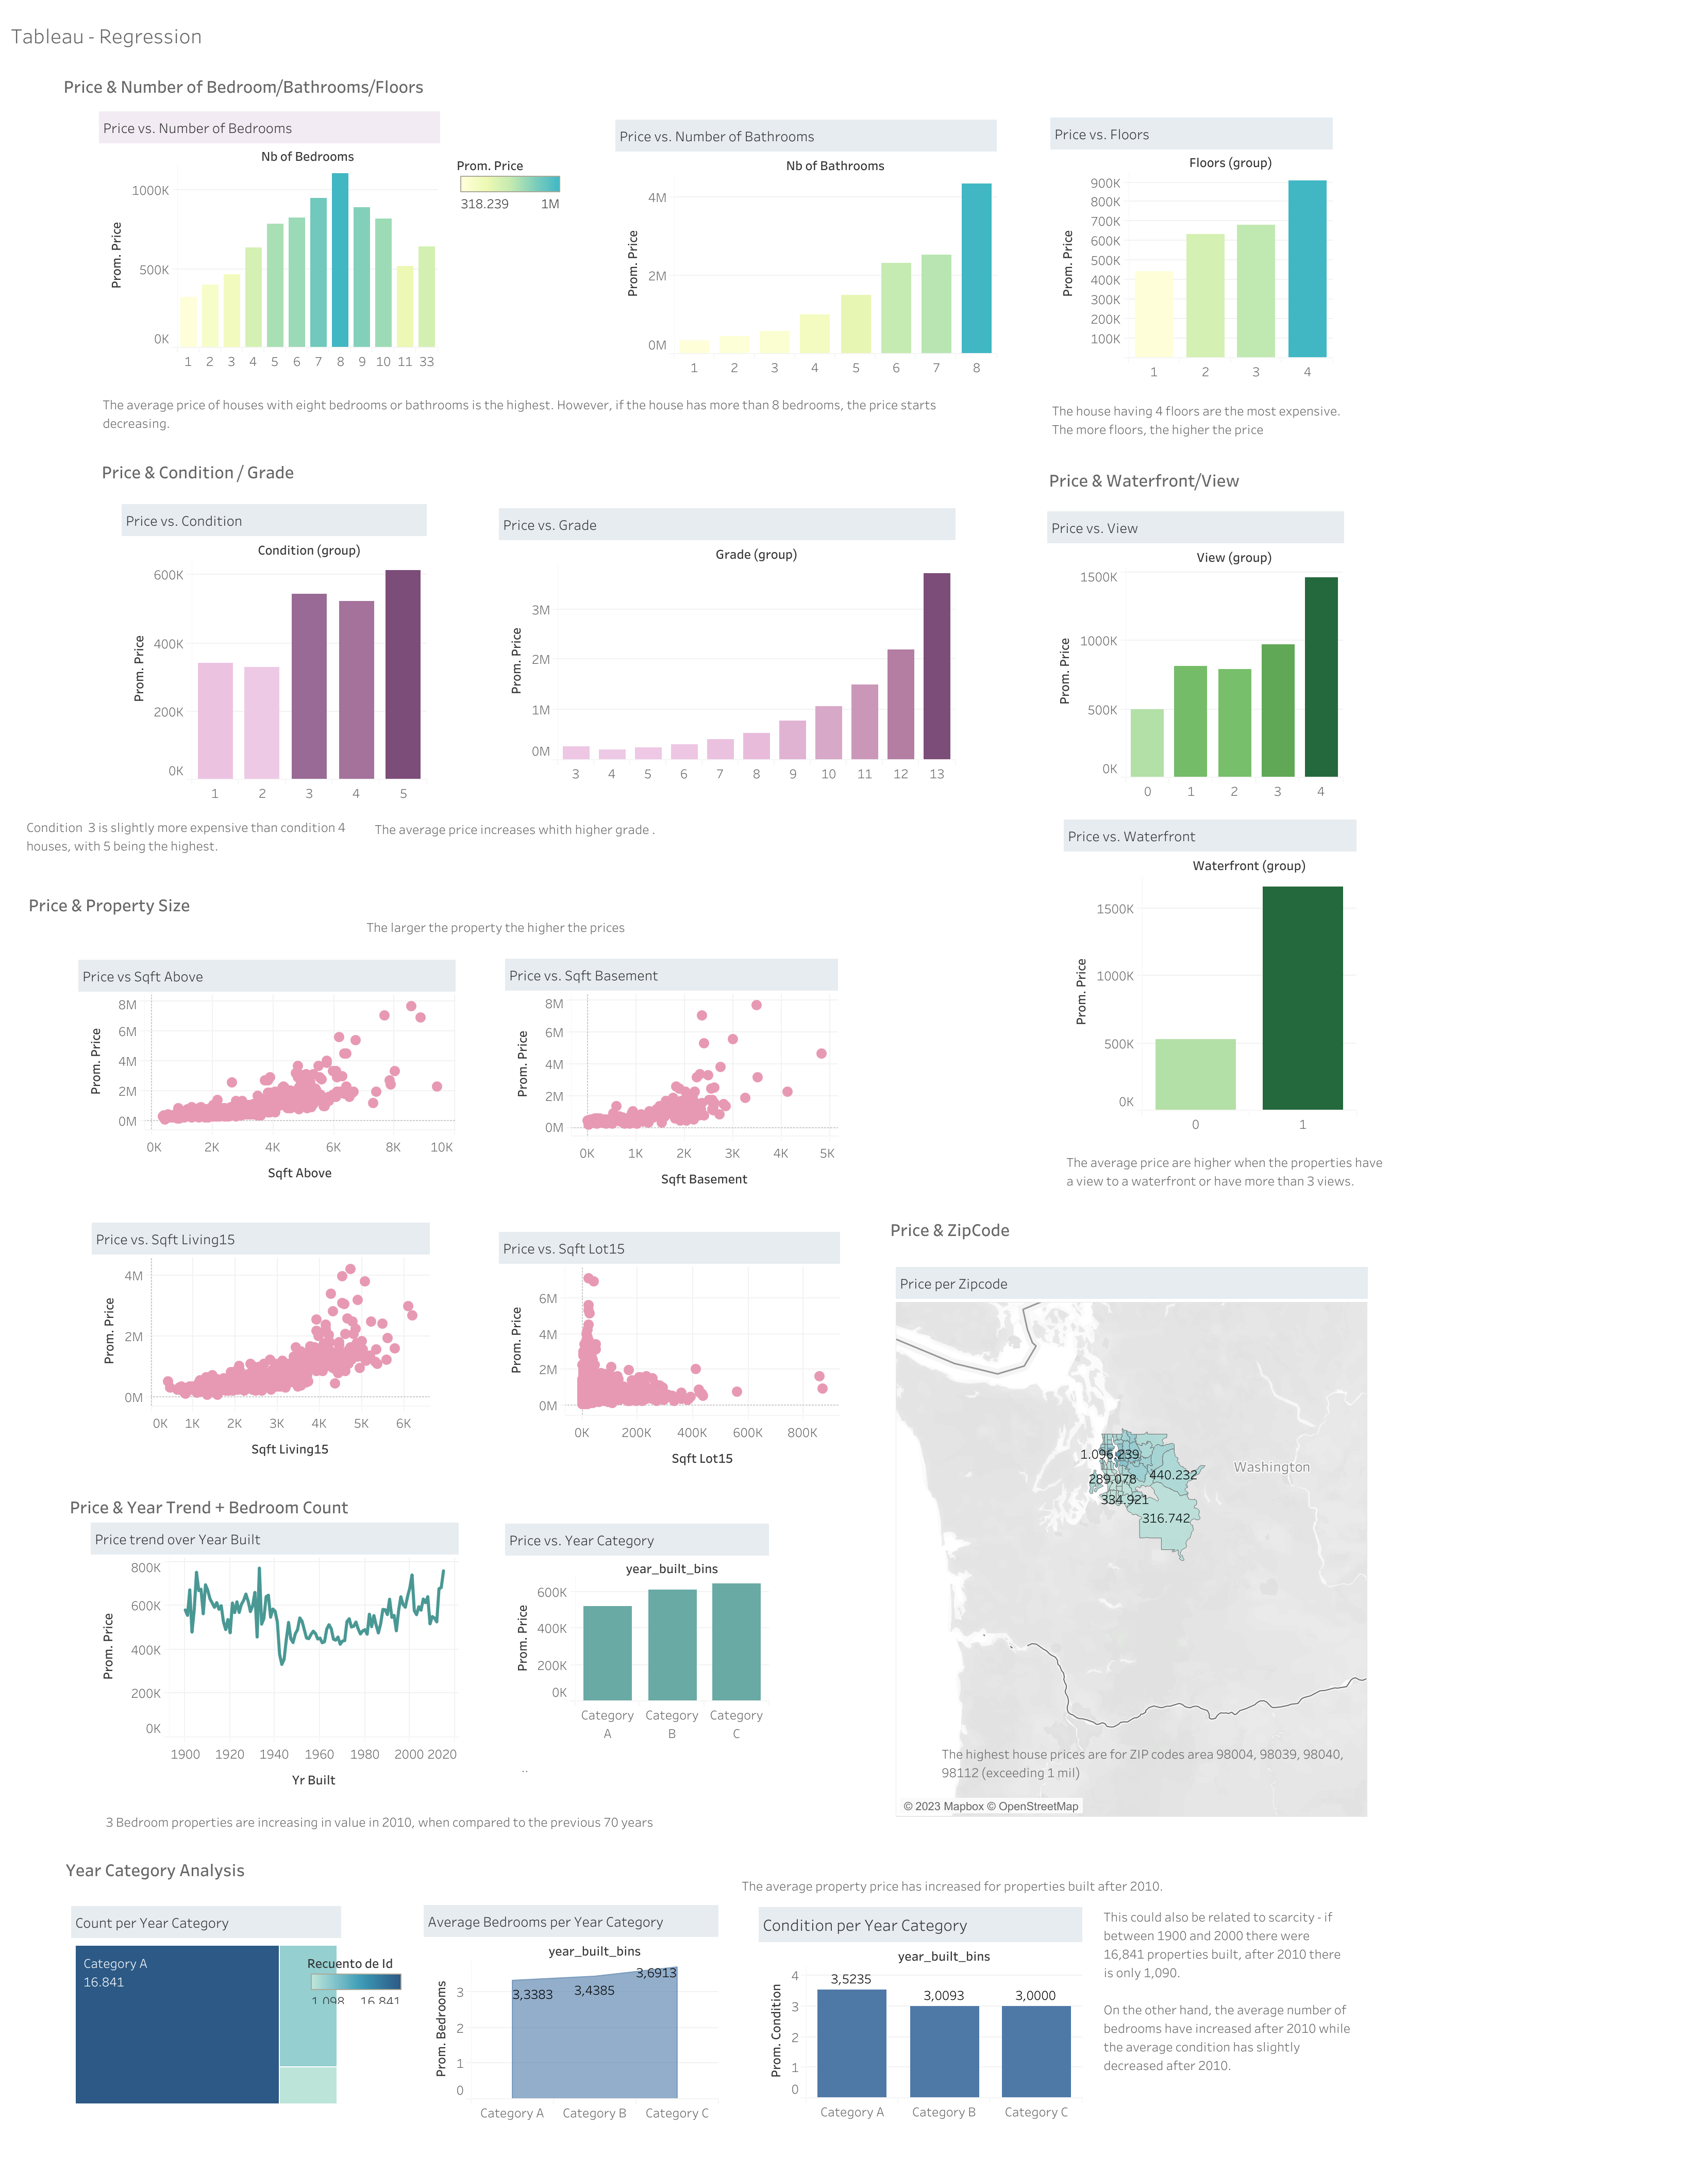 Tableau - Regression
Price & Number of Bedroom/Bathrooms/Floors
Price vs. Number of Bedrooms
Nb of Bedrooms
Prom. Price
1000K
500K
0K
1 2 3 4 5 6 7 8 9 10 11 33
Prom. Price
318.239 1M
Price vs. Number of Bathrooms
Nb of Bathrooms
Prom. Price
4M
2M
0M
1 2 3 4 5 6 7 8
Price vs. Floors
Floors (group)
Prom. Price
900K
800K
700K
600K
500K
400K
300K
200K
100K
1 2 3 4
The average price of houses with eight bedrooms or bathrooms is the highest. However, if the house has more than 8 bedrooms, the price starts
decreasing.
The house having 4 floors are the most expensive.
The more floors, the higher the price
Price & Condition / Grade
Price vs. Condition
Condition (group)
Prom. Price
600K
400K
200K
0K
1 2 3 4 5
Price vs. Grade
Grade (group)
Prom. Price
3M
2M
1M
0M
3 4 5 6 7 8 9 10 11 12 13
Condition  3 is slightly more expensive than condition 4
houses, with 5 being the highest.
The average price increases whith higher grade .
Price & Waterfront/View
Price vs. View
View (group)
Prom. Price
1500K
1000K
500K
0K
0 1 2 3 4
Price vs. Waterfront
Waterfront (group)
Prom. Price
1500K
1000K
500K
0K
0 1
The average price are higher when the properties have
a view to a waterfront or have more than 3 views.
Price & Property Size
The larger the property the higher the prices
Price vs Sqft Above
Prom. Price
8M
6M
4M
2M
0M
0K 2K 4K 6K 8K 10K
Sqft Above
Price vs. Sqft Basement
Prom. Price
8M
6M
4M
2M
0M
0K 1K 2K 3K 4K 5K
Sqft Basement
Price vs. Sqft Living15
Prom. Price
4M
2M
0M
0K 1K 2K 3K 4K 5K 6K
Sqft Living15
Price vs. Sqft Lot15
Prom. Price
6M
4M
2M
0M
0K 200K 400K 600K 800K
Sqft Lot15
Price & ZipCode
Price per Zipcode
1.096.239
289.078
440.232
334.921
316.742
Washington
The highest house prices are for ZIP codes area 98004, 98039, 98040,
98112 (exceeding 1 mil)
© 2023 Mapbox © OpenStreetMap
Price & Year Trend + Bedroom Count
Price trend over Year Built
Prom. Price
800K
600K
400K
200K
0K
1900 1920 1940 1960 1980 2000 2020
Yr Built
Price vs. Year Category
year_built_bins
Prom. Price
600K
400K
200K
0K
Category Category Category
A B C
..
3 Bedroom properties are increasing in value in 2010, when compared to the previous 70 years
Year Category Analysis
The average property price has increased for properties built after 2010.
Count per Year Category
Category A
16.841
Recuento de Id
1.098 16.841
Average Bedrooms per Year Category
year_built_bins
Prom. Bedrooms
3
2
1
0
3,3383
3,4385
3,6913
Category A Category B Category C
Condition per Year Category
year_built_bins
Prom. Condition
4
3
2
1
0
3,5235
3,0093
3,0000
Category A Category B Category C
This could also be related to scarcity - if
between 1900 and 2000 there were
16,841 properties built, after 2010 there
is only 1,090.
On the other hand, the average number of
bedrooms have increased after 2010 while
the average condition has slightly
decreased after 2010.